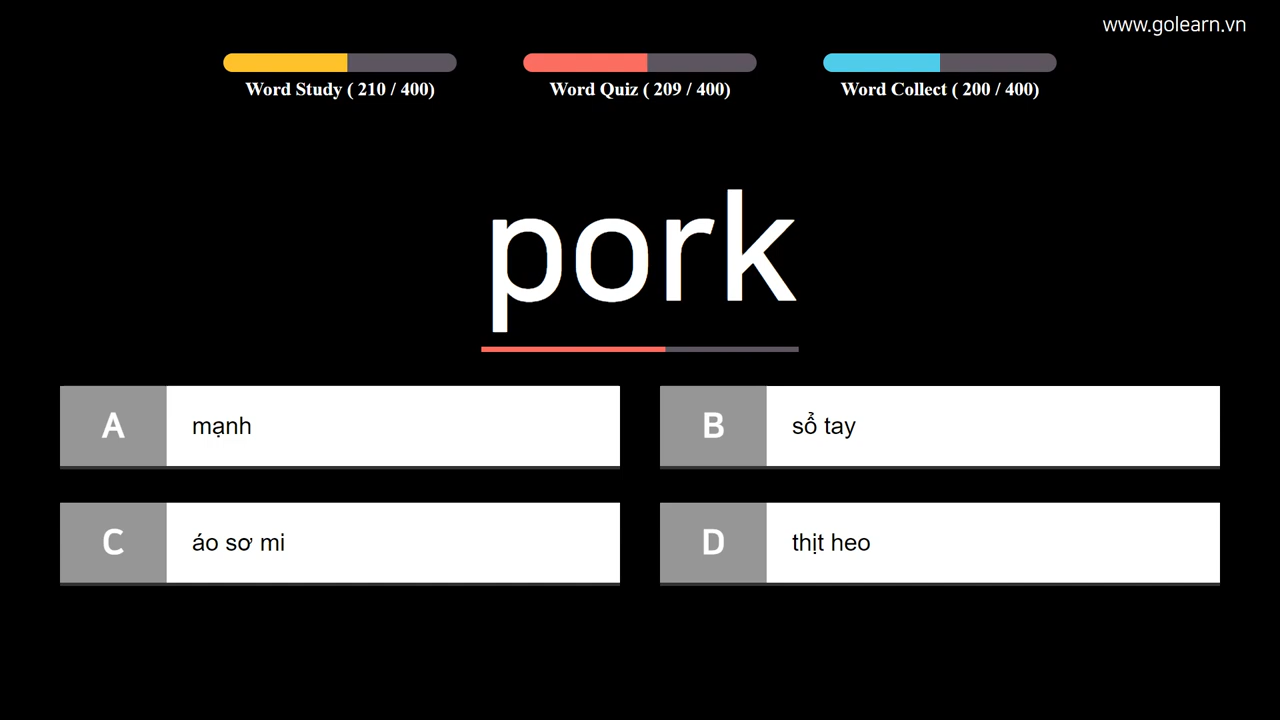 www.golearn.vn
Word Study ( 210 / 400)
Word Quiz ( 209 / 400)
Word Collect ( 200 / 400)
pork
A mạnh
B sổ tay
C áo sơ mi
D thịt heo